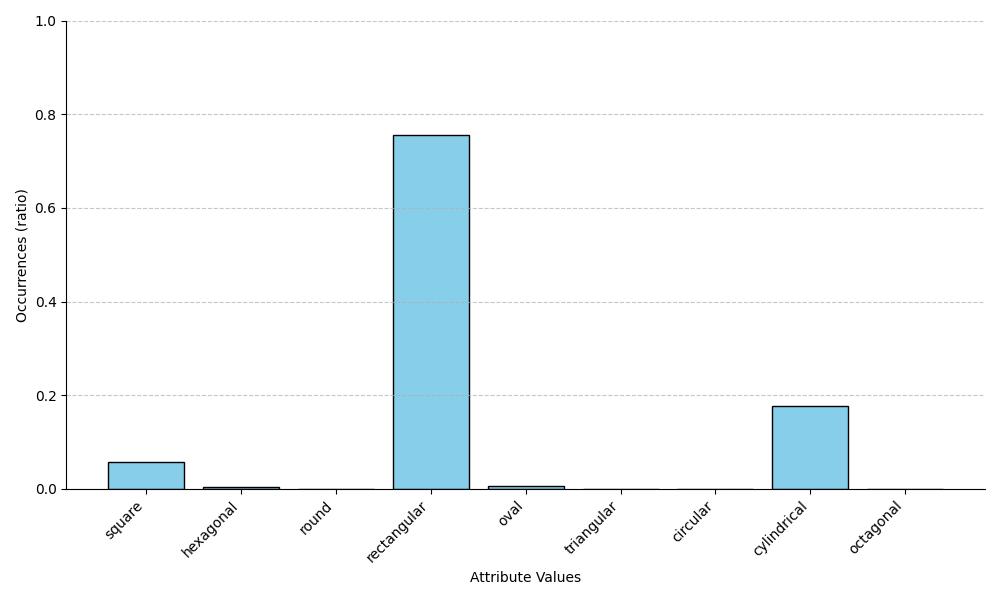 1.0
0.8
0.6
0.4
0.2
0.0
Occurrences (ratio)
square
hexagonal
round
rectangular
oval
triangular
circular
cylindrical
octagonal
Attribute Values